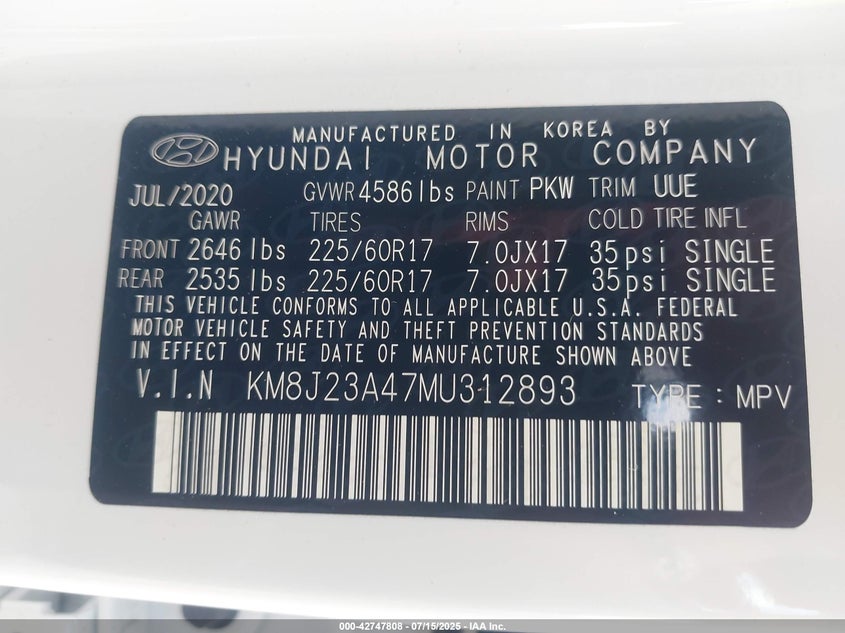 MANUFACTURED IN KOREA BY
HYUNDAI MOTOR COMPANY
JUL/2020 GVWR 4586lbs PAINT PKW TRIM UUE
GAWR TIRES RIMS COLD TIRE INFL
FRONT 2646 lbs 225/60R17 7.0JX17 35psi SINGLE
REAR 2535 lbs 225/60R17 7.0JX17 35psi SINGLE
THIS VEHICLE CONFORMS TO ALL APPLICABLE U.S.A. FEDERAL
MOTOR VEHICLE SAFETY AND THEFT PREVENTION STANDARDS
IN EFFECT ON THE DATE OF MANUFACTURE SHOWN ABOVE
V.I.N KM8J23A47MU312893 TYPE : MPV
000-42747808 - 07/15/2025 - IAA Inc.